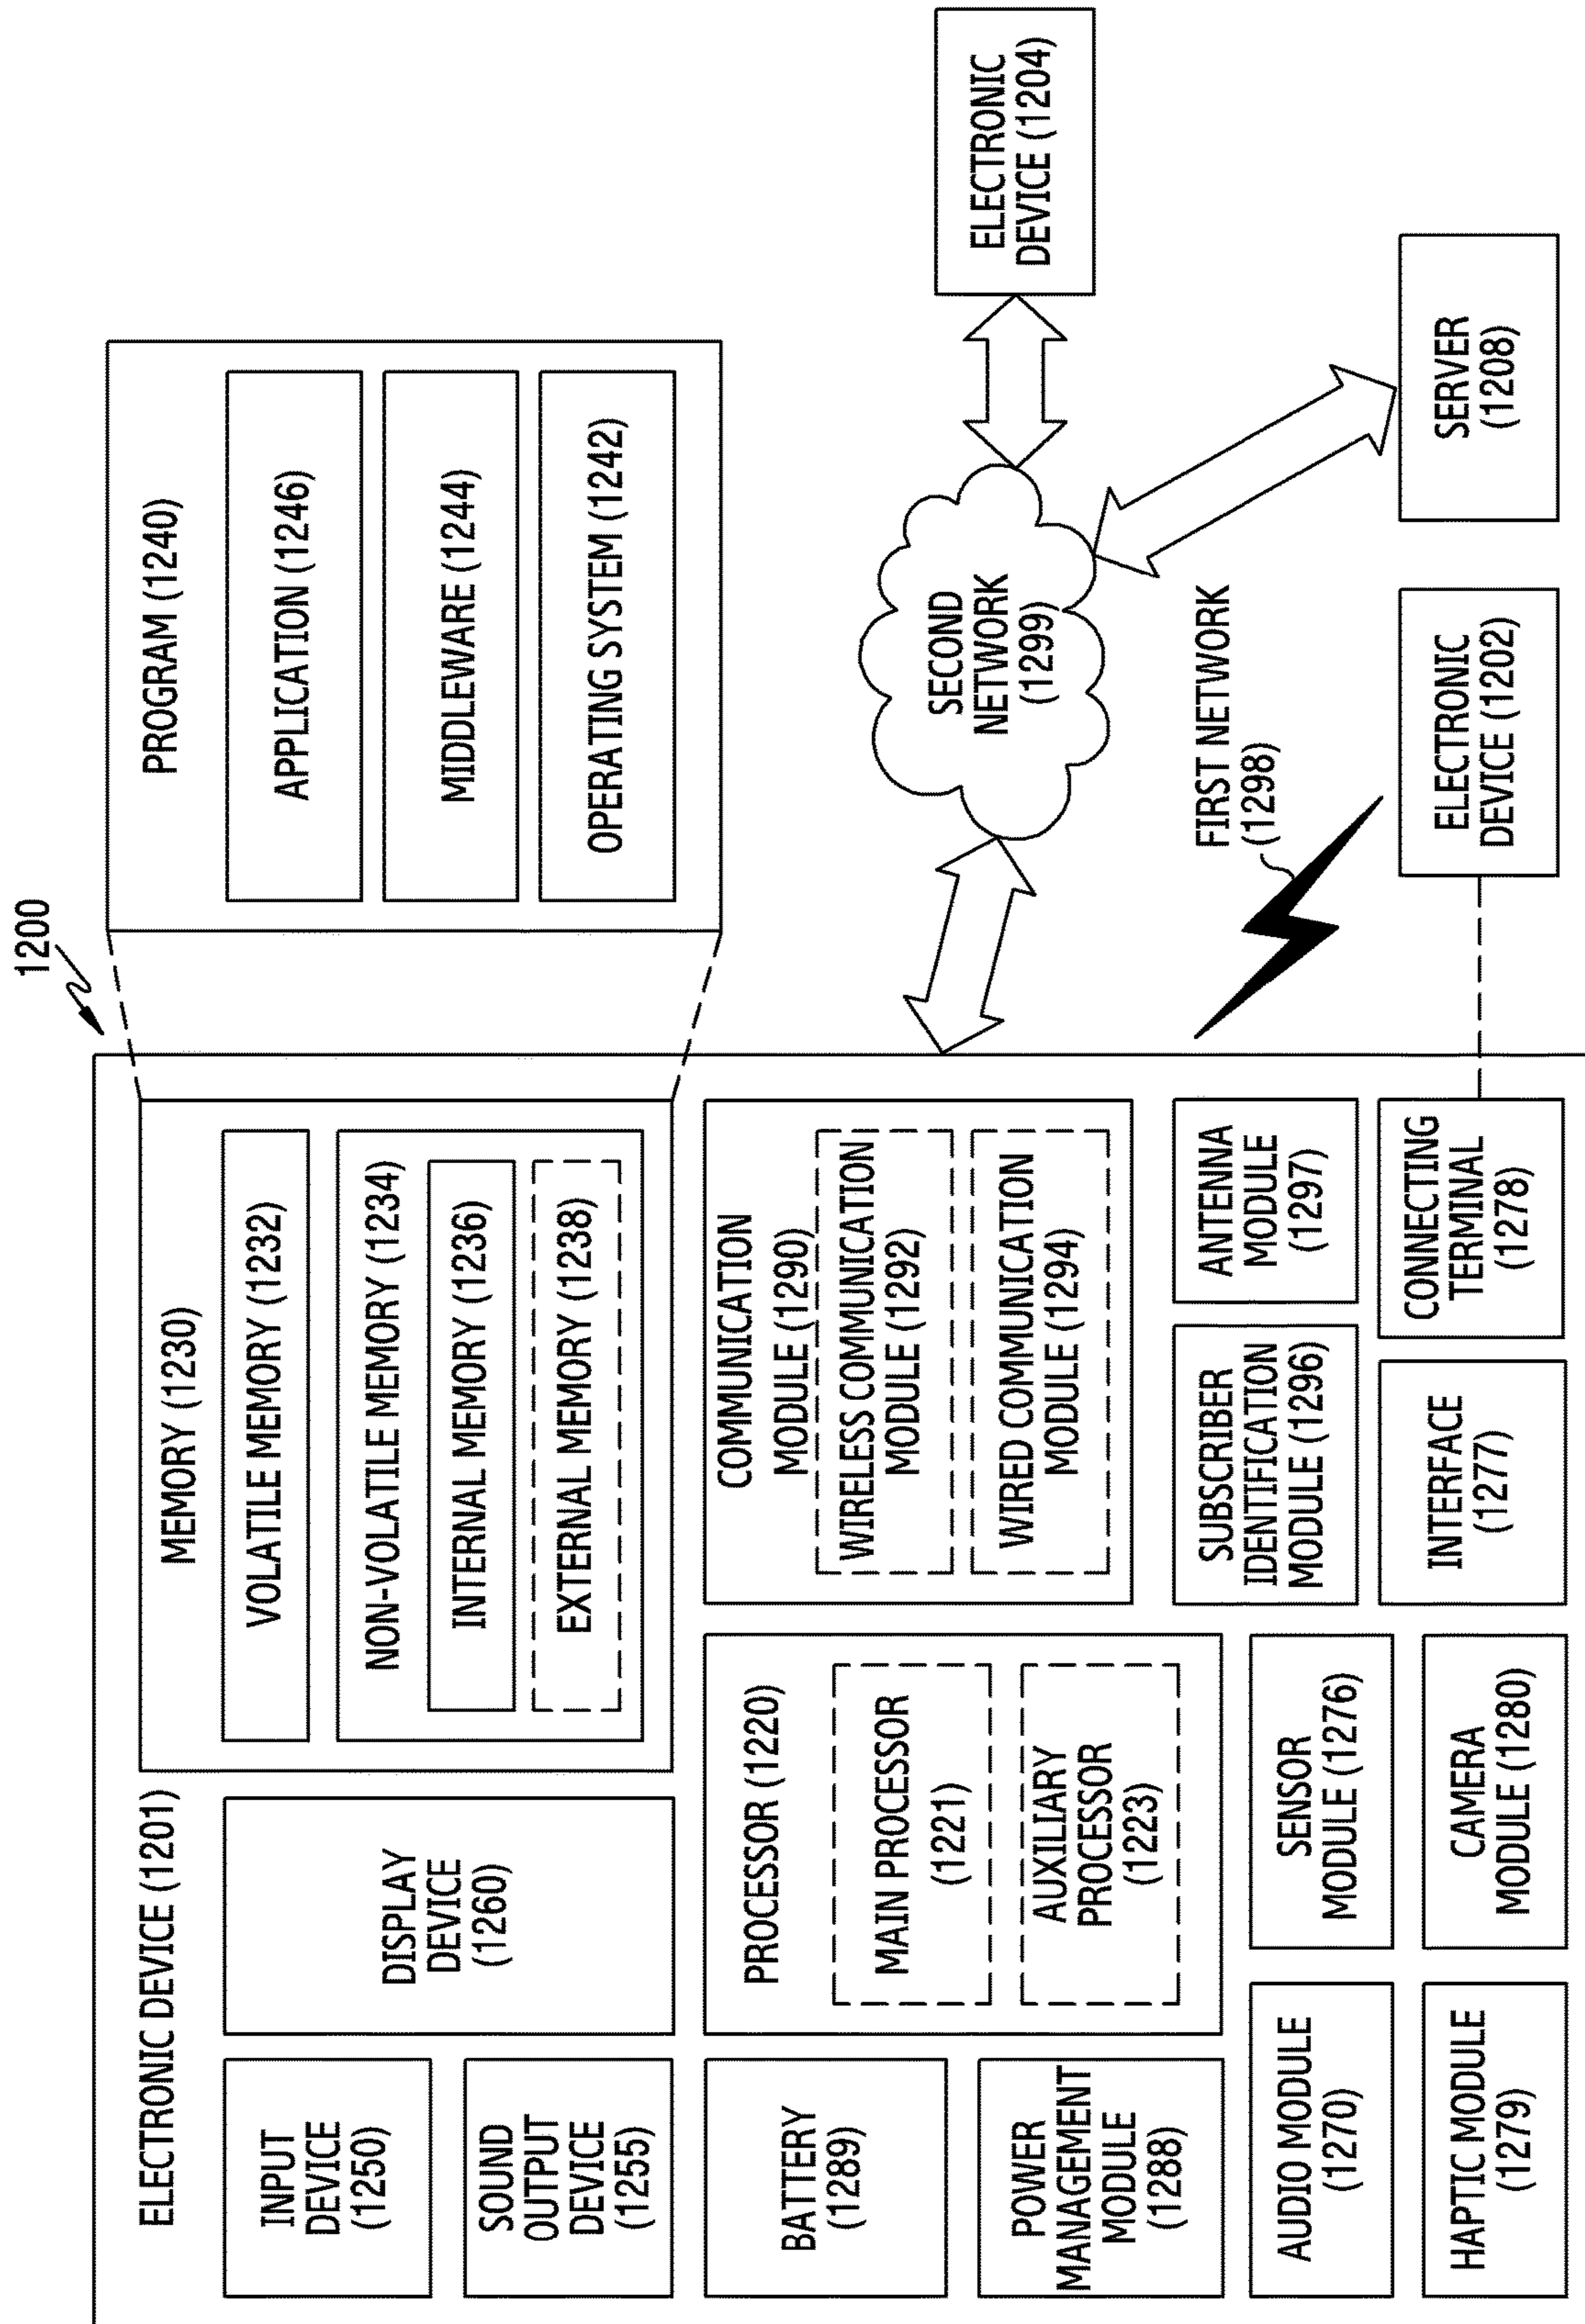 1200
ELECTRONIC DEVICE (1201)
INPUT
DEVICE
(1250)
SOUND
OUTPUT
DEVICE
(1255)
DISPLAY
DEVICE
(1260)
MEMORY (1230)
VOLATILE MEMORY (1232)
NON-VOLATILE MEMORY (1234)
INTERNAL MEMORY (1236)
EXTERNAL MEMORY (1238)
PROGRAM (1240)
APPLICATION (1246)
MIDDLEWARE (1244)
OPERATING SYSTEM (1242)
BATTERY
(1289)
POWER
MANAGEMENT
MODULE
(1288)
PROCESSOR (1220)
MAIN PROCESSOR
(1221)
AUXILIARY
PROCESSOR
(1223)
COMMUNICATION
MODULE (1290)
WIRELESS COMMUNICATION
MODULE (1292)
WIRED COMMUNICATION
MODULE (1294)
SECOND
NETWORK
(1299)
ELECTRONIC
DEVICE (1204)
AUDIO MODULE
(1270)
SENSOR
MODULE (1276)
SUBSCRIBER
IDENTIFICATION
MODULE (1296)
ANTENNA
MODULE
(1297)
FIRST NETWORK
(1298)
HAPTIC MODULE
(1279)
CAMERA
MODULE (1280)
INTERFACE
(1277)
CONNECTING
TERMINAL
(1278)
ELECTRONIC
DEVICE (1202)
SERVER
(1208)